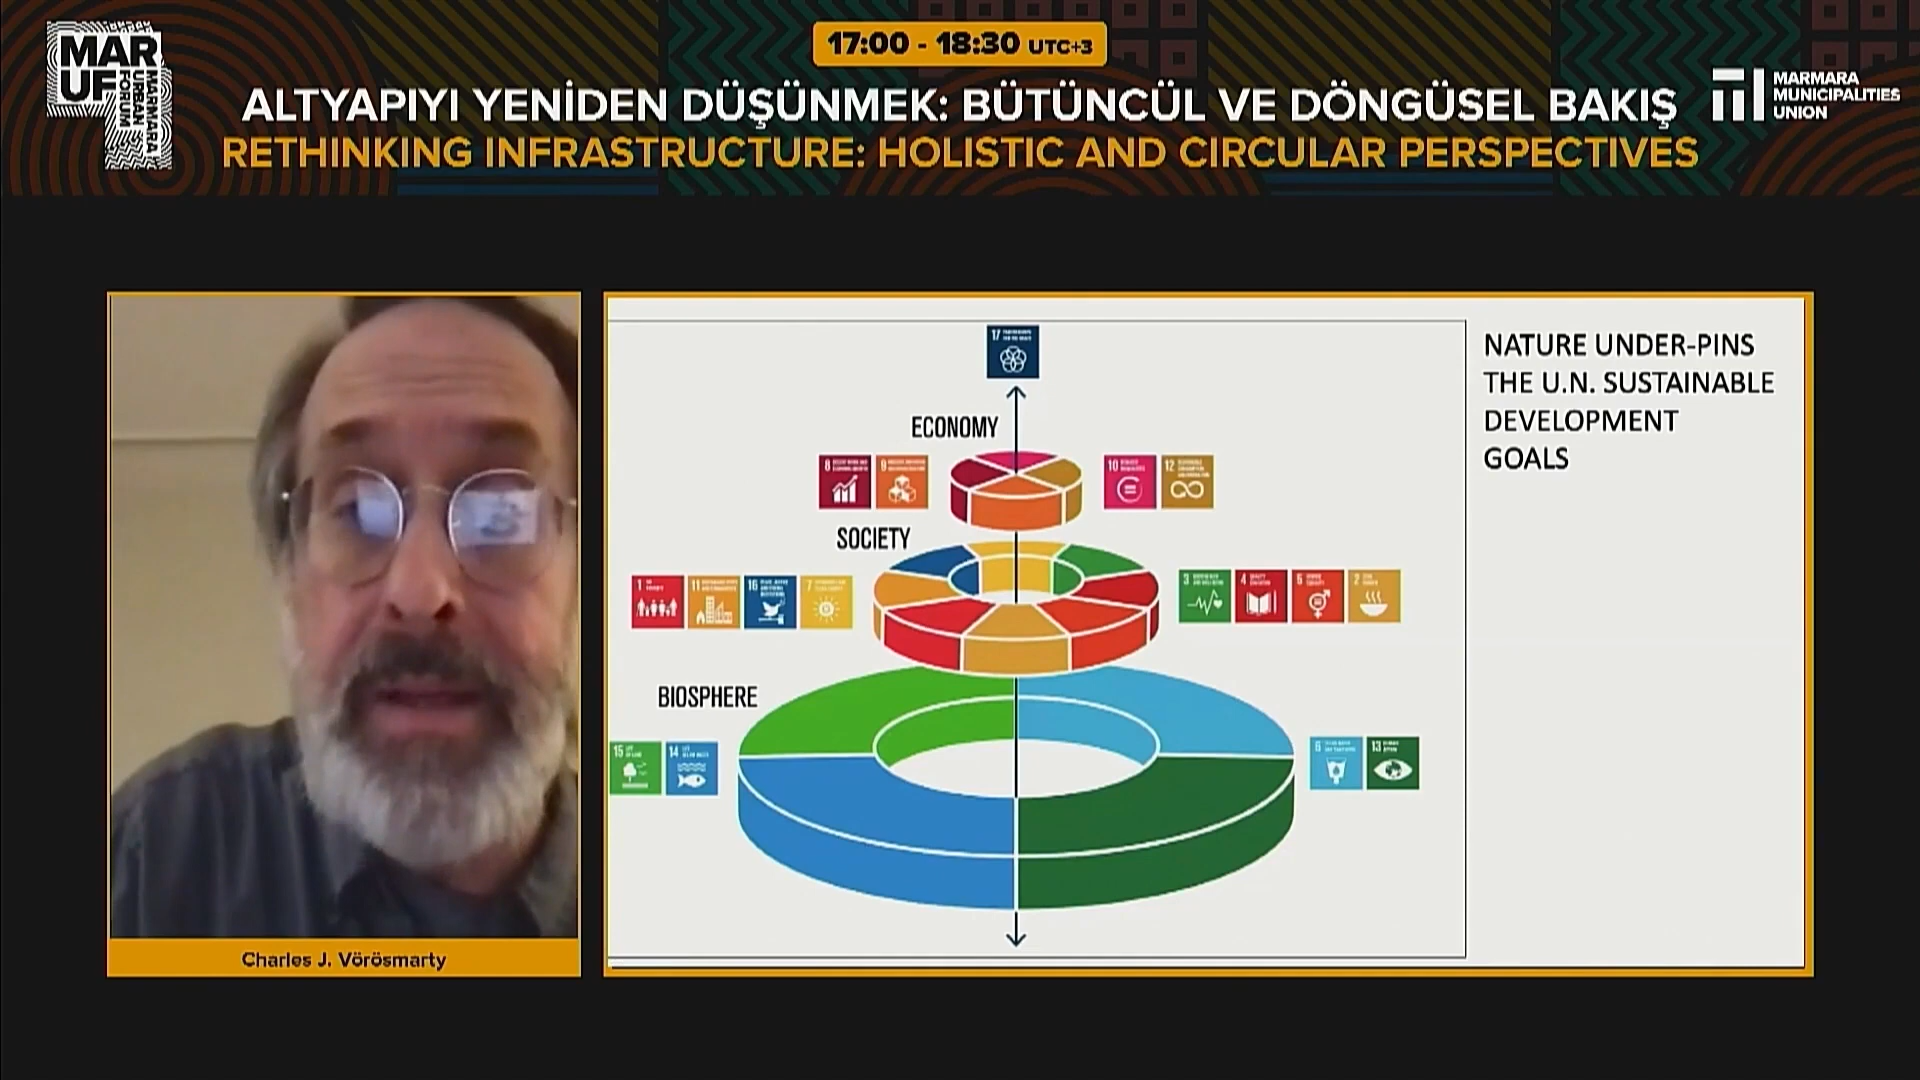 17:00 - 18:30 UTC+3
MAR
UF
MARMARA
URBAN
FORUM
ALTYAPIYI YENİDEN DÜŞÜNMEK: BÜTÜNCÜL VE DÖNGÜSEL BAKIŞ
RETHINKING INFRASTRUCTURE: HOLISTIC AND CIRCULAR PERSPECTIVES
MARMARA
MUNICIPALITIES
UNION
Charles J. Vörösmarty
17
ECONOMY
8
9
10
12
SOCIETY
1
11
16
7
3
4
5
2
BIOSPHERE
15
14
6
13
NATURE UNDER-PINS
THE U.N. SUSTAINABLE
DEVELOPMENT
GOALS